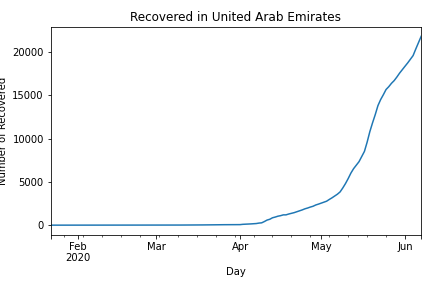 Recovered in United Arab Emirates
Number of Recovered
20000
15000
10000
5000
0
Feb Mar Apr May Jun
2020
Day